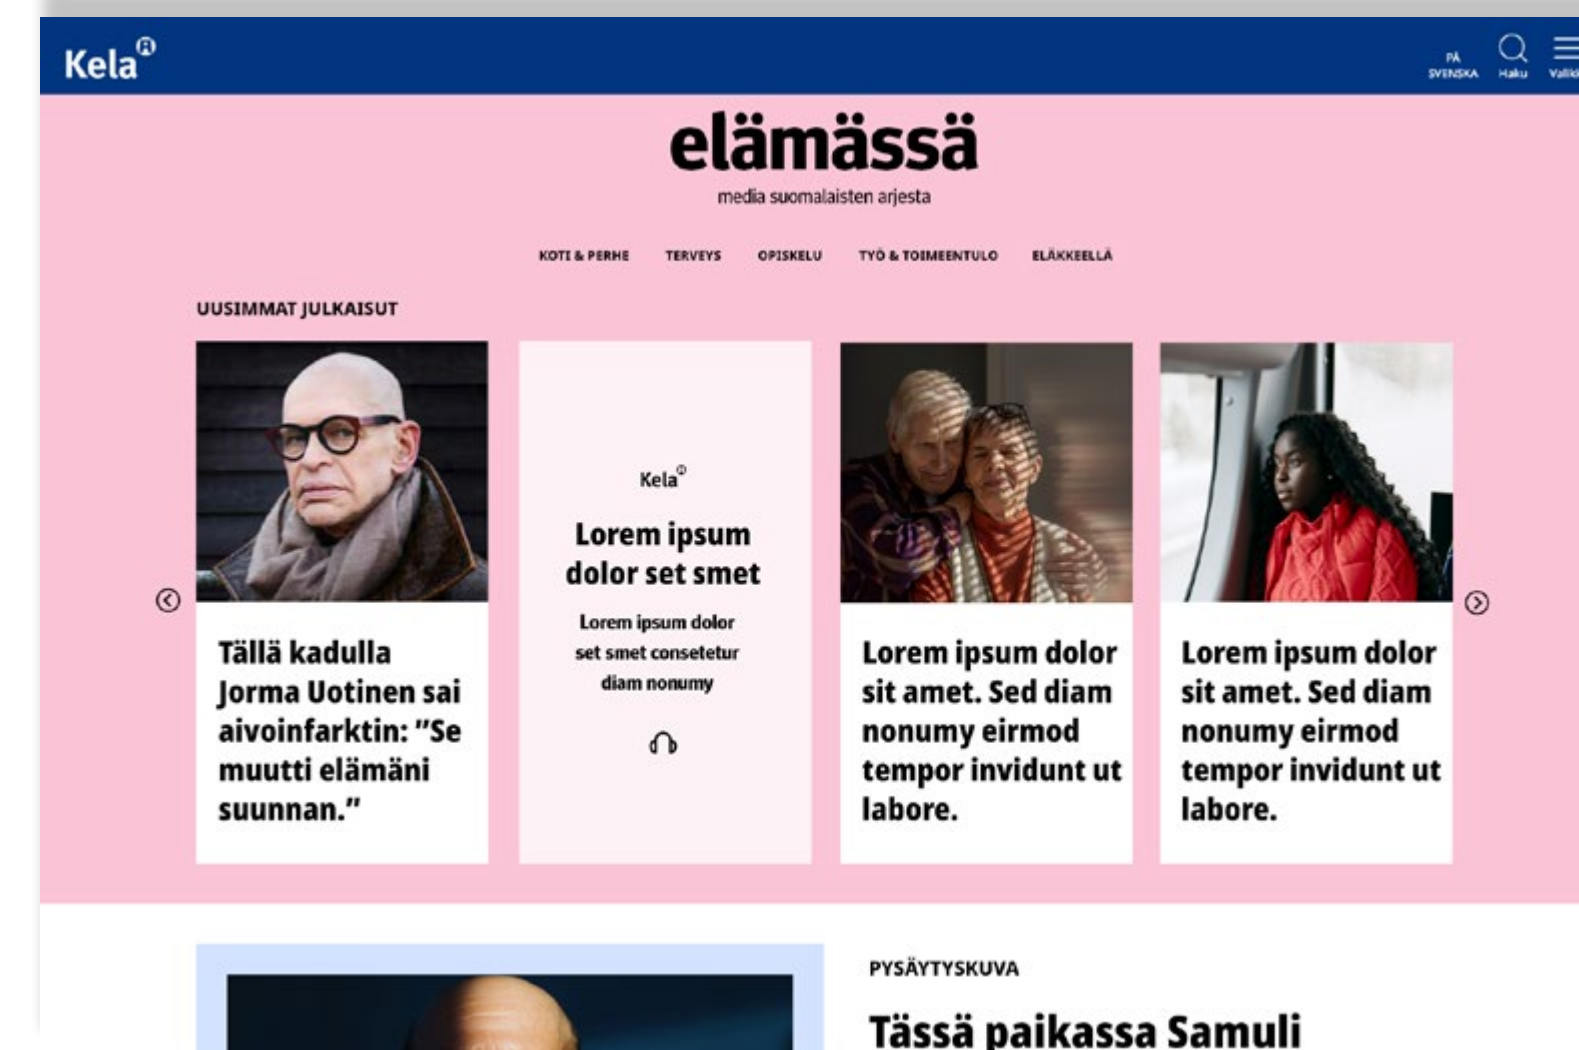 Kela
PÅ SVENSKA
Haku
elämässä
media suomalaisten arjesta
KOTI & PERHE TERVEYS OPISKELU TYÖ & TOIMEENTULO ELÄKKEELLÄ
UUSIMMAT JULKAISUT
Tällä kadulla
Jorma Uotinen sai
aivoinfarktin: ”Se
muutti elämäni
suunnan.”
Kela
Lorem ipsum
dolor set smet
Lorem ipsum dolor
set smet consetetur
diam nonumy
Lorem ipsum dolor
sit amet. Sed diam
nonumy eirmod
tempor invidunt ut
labore.
Lorem ipsum dolor
sit amet. Sed diam
nonumy eirmod
tempor invidunt ut
labore.
PYSÄYTYSKUVA
Tässä paikassa Samuli